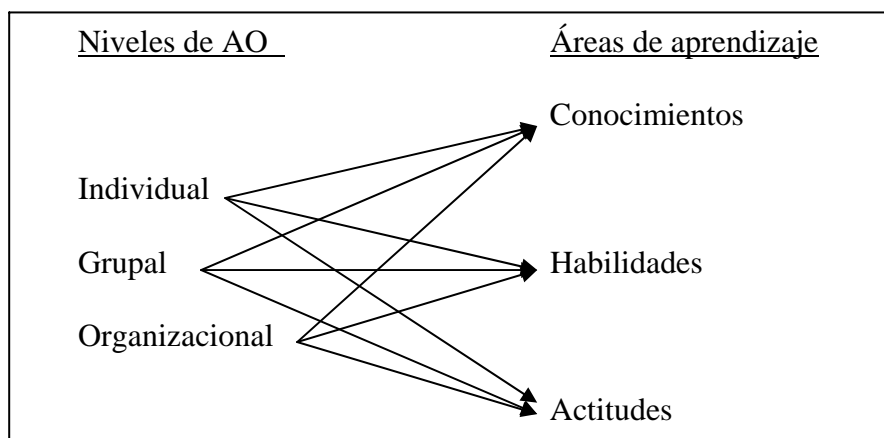 Niveles de AO
Áreas de aprendizaje
Conocimientos
Individual
Grupal
Habilidades
Organizacional
Actitudes